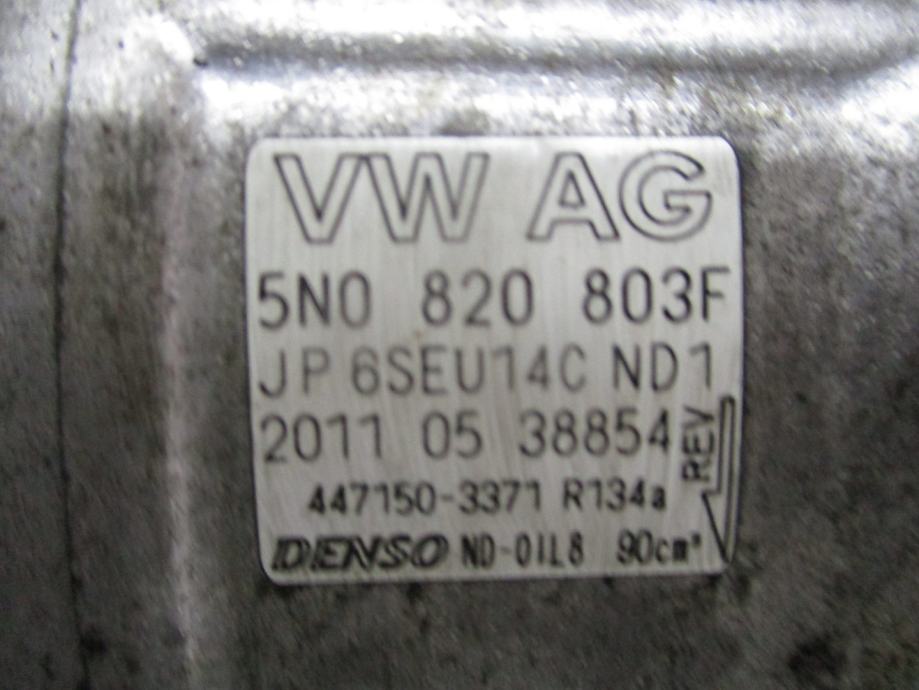 VW AG
5N0 820 803F
JP 6SEU14C ND1
2011 05 38854
REV
447150-3371 R134a
DENSO ND-OIL8 90cm³